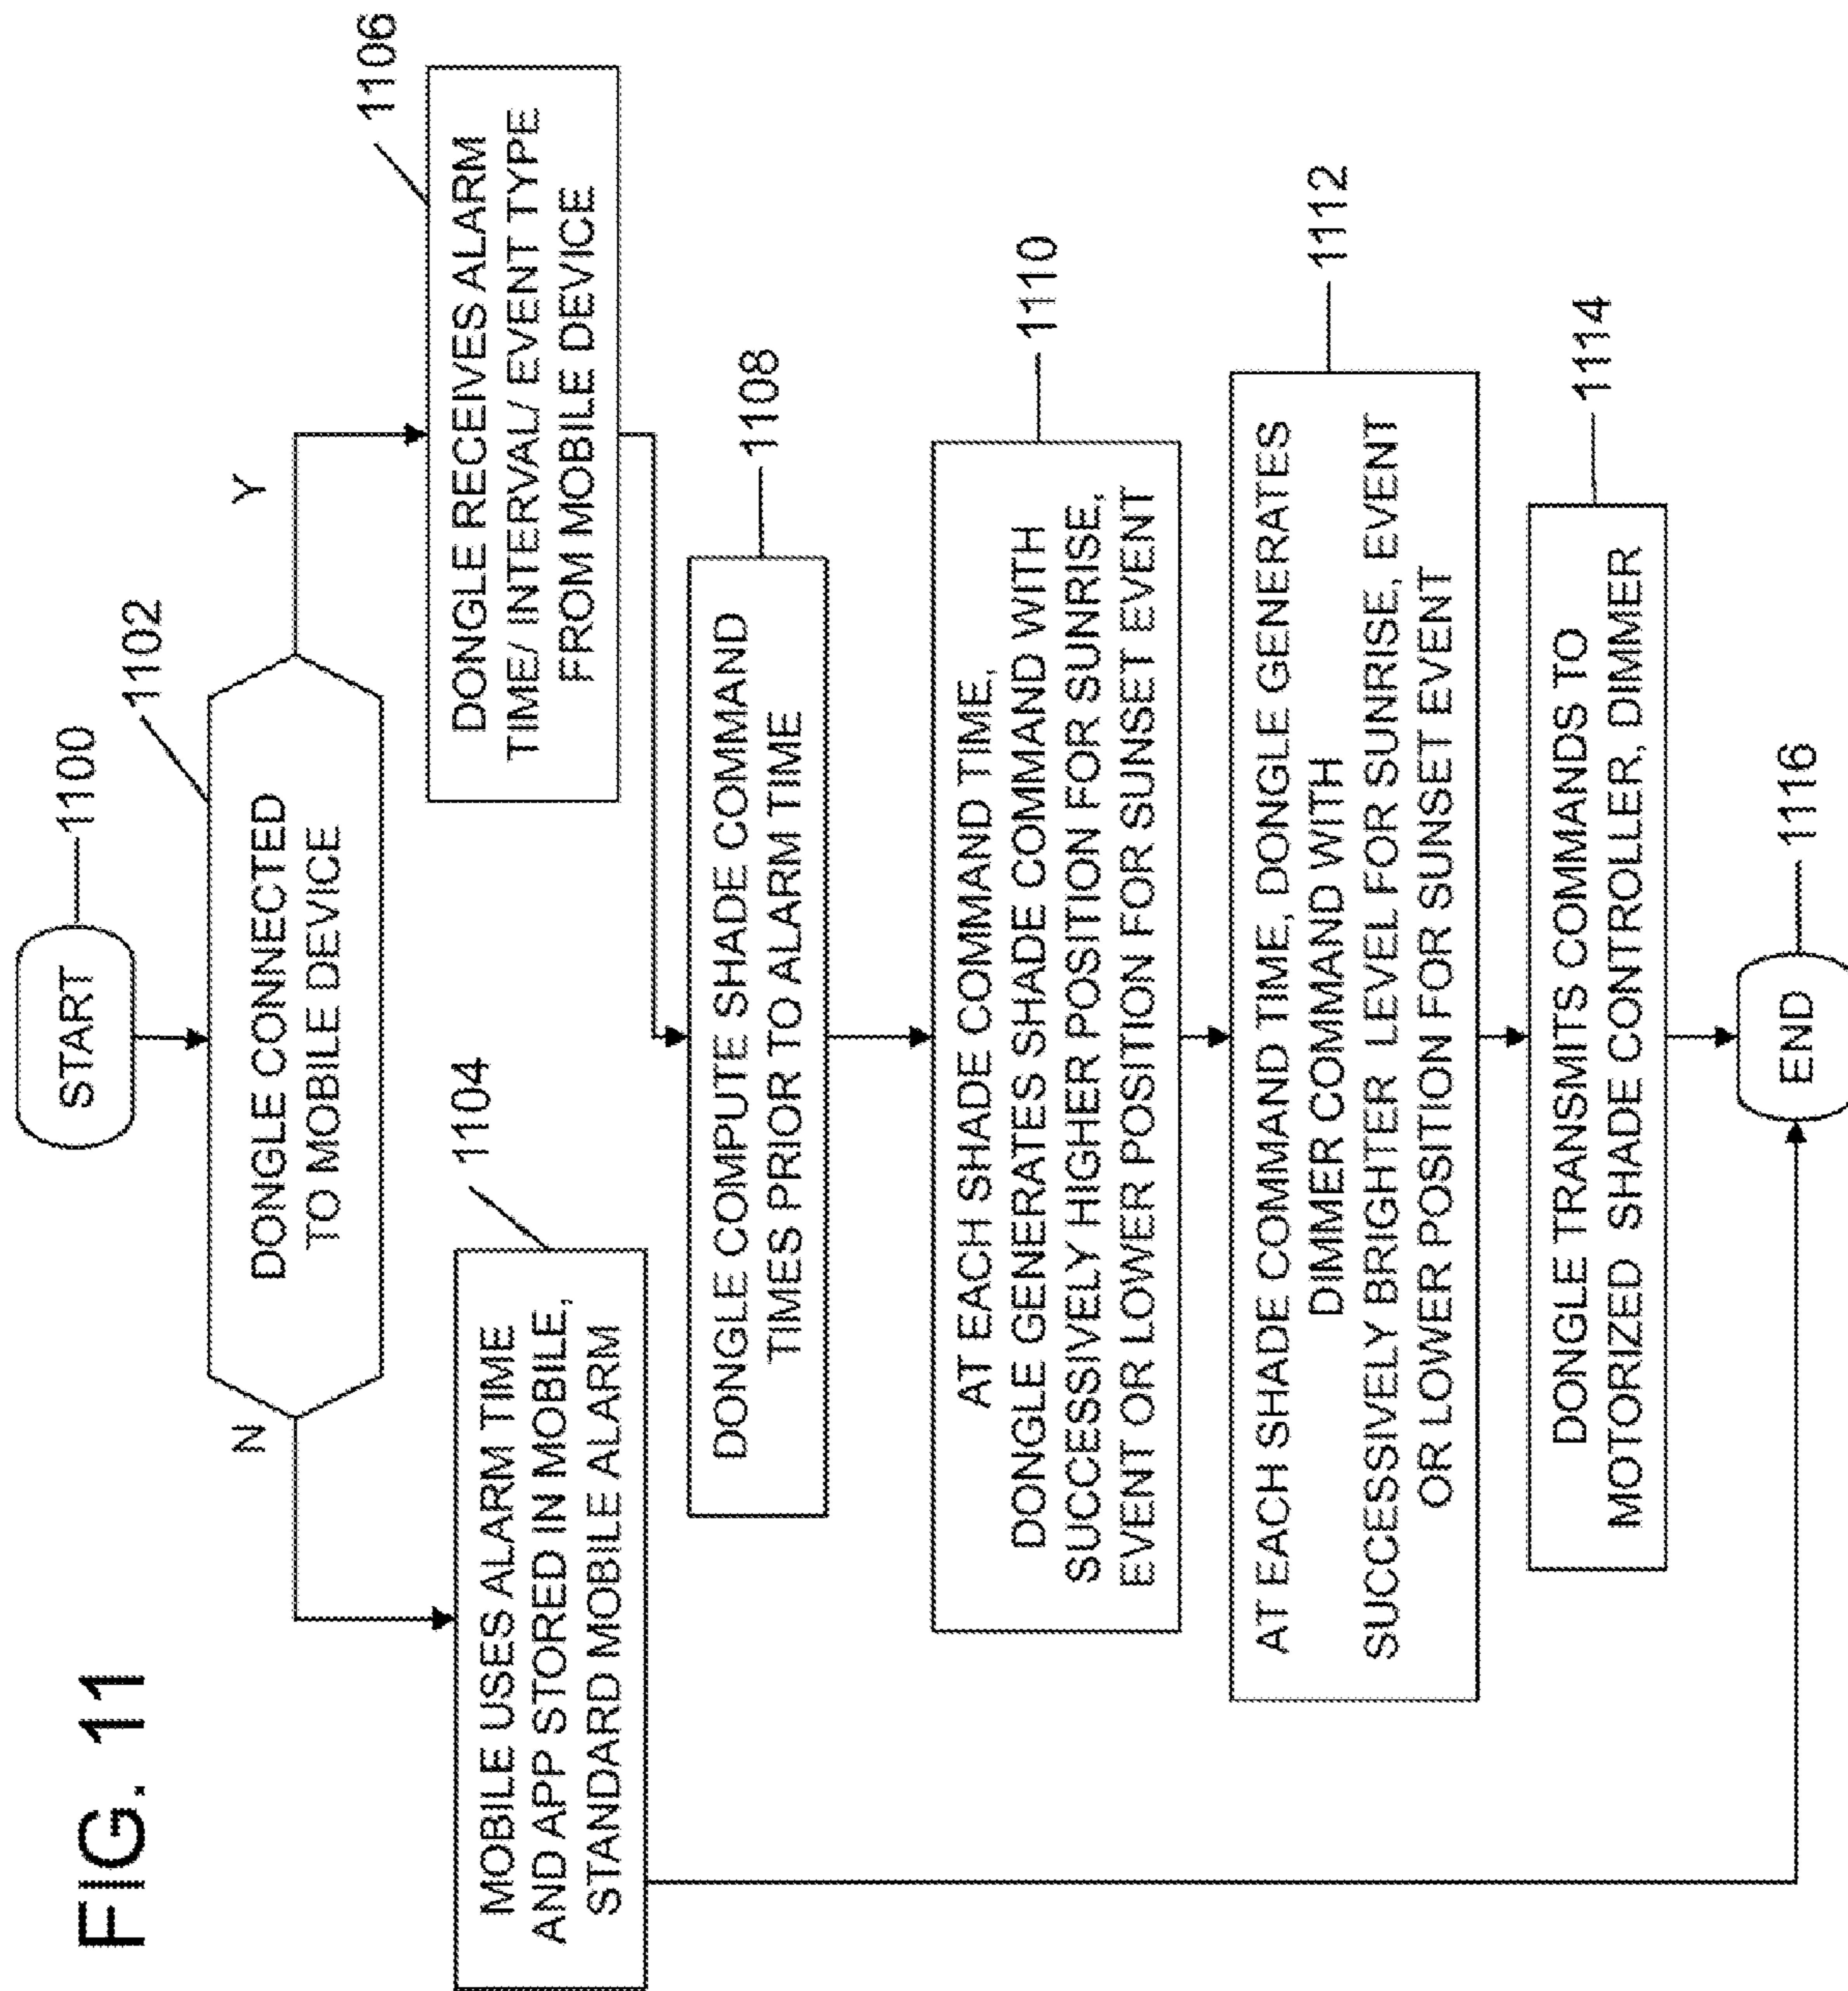 FIG. 11
START
1100
DONGLE CONNECTED
TO MOBILE DEVICE
1102
N
Y
MOBILE USES ALARM TIME
AND APP STORED IN MOBILE,
STANDARD MOBILE ALARM
1104
DONGLE RECEIVES ALARM
TIME/ INTERVAL/ EVENT TYPE
FROM MOBILE DEVICE
1106
DONGLE COMPUTE SHADE COMMAND
TIMES PRIOR TO ALARM TIME
1108
AT EACH SHADE COMMAND TIME,
DONGLE GENERATES SHADE COMMAND WITH
SUCCESSIVELY HIGHER POSITION FOR SUNRISE,
EVENT OR LOWER POSITION FOR SUNSET EVENT
1110
AT EACH SHADE COMMAND TIME, DONGLE GENERATES
DIMMER COMMAND WITH
SUCCESSIVELY BRIGHTER LEVEL FOR SUNRISE, EVENT
OR LOWER POSITION FOR SUNSET EVENT
1112
DONGLE TRANSMITS COMMANDS TO
MOTORIZED SHADE CONTROLLER, DIMMER
1114
END
1116